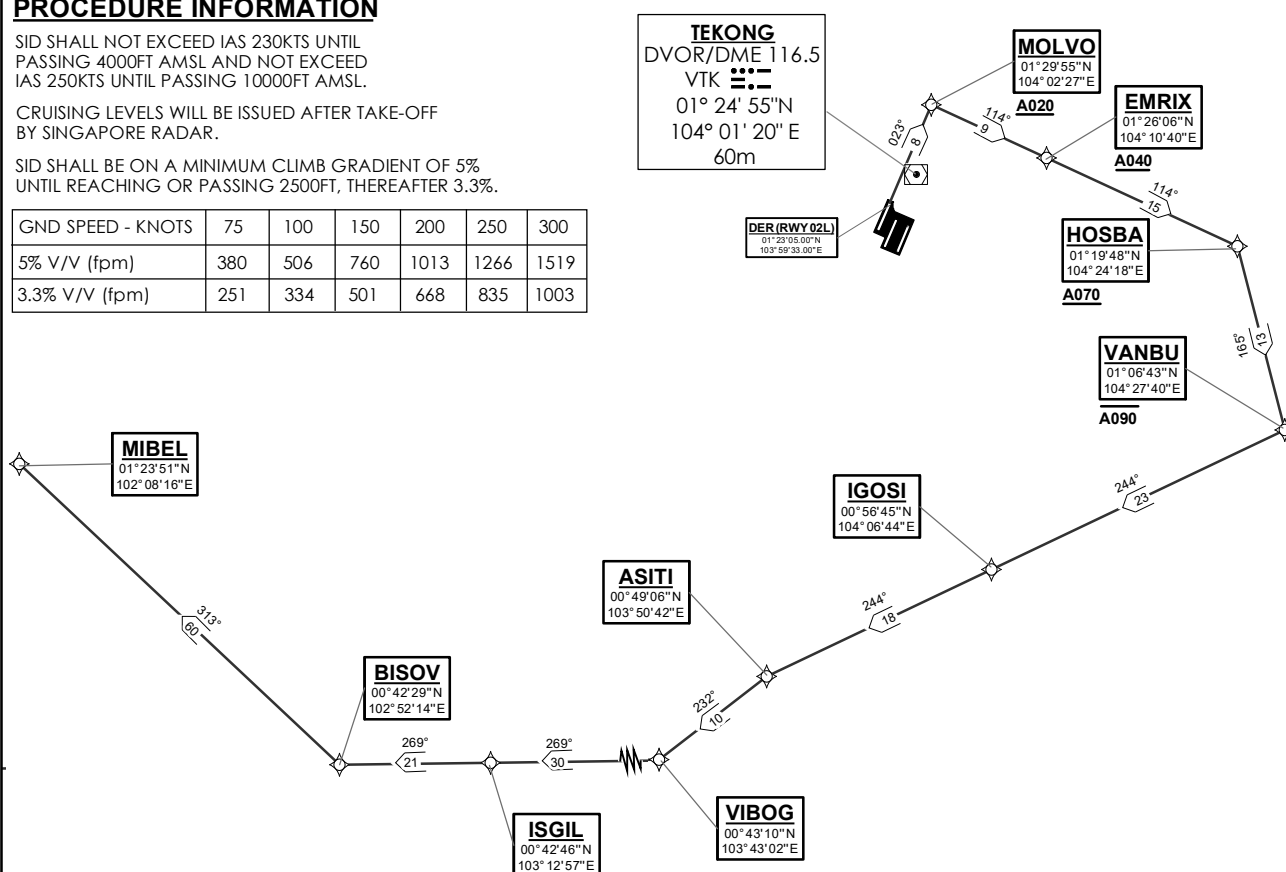 PROCEDURE INFORMATION
SID SHALL NOT EXCEED IAS 230KTS UNTIL
PASSING 4000FT AMSL AND NOT EXCEED
IAS 250KTS UNTIL PASSING 10000FT AMSL.
CRUISING LEVELS WILL BE ISSUED AFTER TAKE-OFF
BY SINGAPORE RADAR.
SID SHALL BE ON A MINIMUM CLIMB GRADIENT OF 5%
UNTIL REACHING OR PASSING 2500FT, THEREAFTER 3.3%.
GND SPEED - KNOTS 75 100 150 200 250 300
5% V/V (fpm) 380 506 760 1013 1266 1519
3.3% V/V (fpm) 251 334 501 668 835 1003
TEKONG
DVOR/DME 116.5
VTK
01° 24' 55"N
104° 01' 20" E
60m
MOLVO
01°29'55"N
104°02'27"E
A020
EMRIX
01°26'06"N
104°10'40"E
A040
023°
8
114°
9
114°
15
DER (RWY 02L)
01°23'05.00"N
103°59'33.00"E
HOSBA
01°19'48"N
104°24'18"E
A070
165°
13
VANBU
01°06'43"N
104°27'40"E
A090
244°
23
IGOSI
00°56'45"N
104°06'44"E
244°
18
ASITI
00°49'06"N
103°50'42"E
232°
10
VIBOG
00°43'10"N
103°43'02"E
269°
30
ISGIL
00°42'46"N
103°12'57"E
269°
21
BISOV
00°42'29"N
102°52'14"E
313°
60
MIBEL
01°23'51"N
102°08'16"E